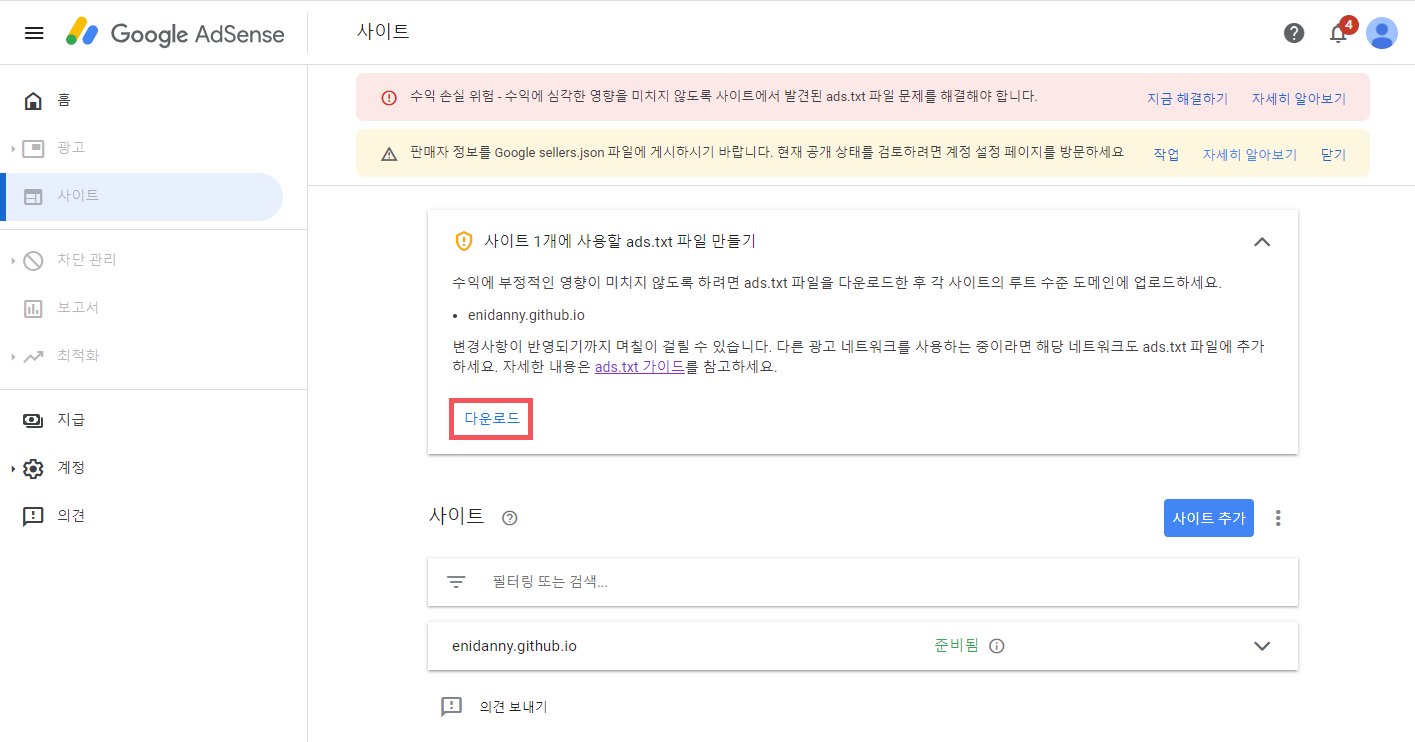 Google AdSense
사이트
4
홈
광고
사이트
차단 관리
보고서
최적화
지급
계정
의견
수익 손실 위험 - 수익에 심각한 영향을 미치지 않도록 사이트에서 발견된 ads.txt 파일 문제를 해결해야 합니다.
지금 해결하기
자세히 알아보기
판매자 정보를 Google sellers.json 파일에 게시하시기 바랍니다. 현재 공개 상태를 검토하려면 계정 설정 페이지를 방문하세요
작업
자세히 알아보기
닫기
사이트 1개에 사용할 ads.txt 파일 만들기
수익에 부정적인 영향이 미치지 않도록 하려면 ads.txt 파일을 다운로드한 후 각 사이트의 루트 수준 도메인에 업로드하세요.
• enidanny.github.io
변경사항이 반영되기까지 며칠이 걸릴 수 있습니다. 다른 광고 네트워크를 사용하는 중이라면 해당 네트워크도 ads.txt 파일에 추가
하세요. 자세한 내용은 ads.txt 가이드를 참고하세요.
다운로드
사이트
사이트 추가
필터링 또는 검색...
enidanny.github.io
준비됨
의견 보내기